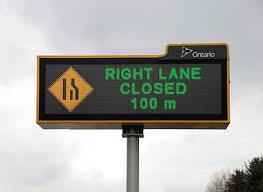 Ontario
RIGHT LANE
CLOSED
100 m